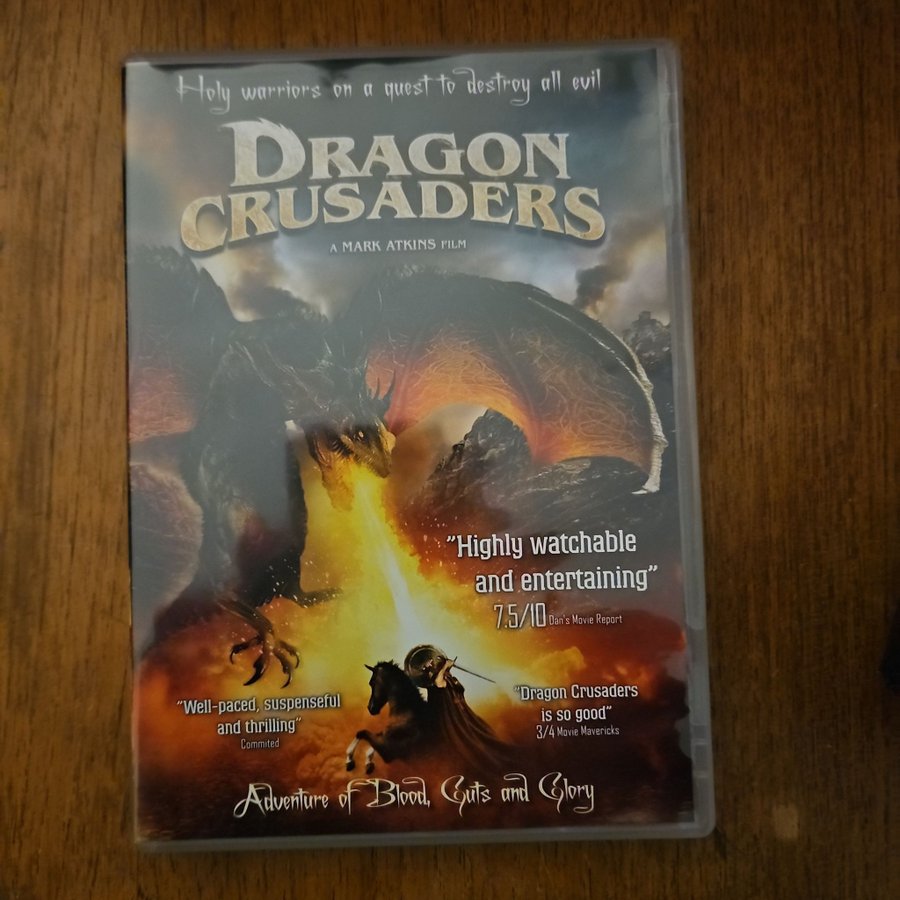 Holy warriors on a quest to destroy all evil
DRAGON
CRUSADERS
A MARK ATKINS FILM
"Highly watchable
and entertaining"
7.5/10 Dan's Movie Report
"Well-paced, suspenseful
and thrilling"
Commited
"Dragon Crusaders
is so good"
3/4 Movie Mavericks
Adventure of Blood, Guts and Glory